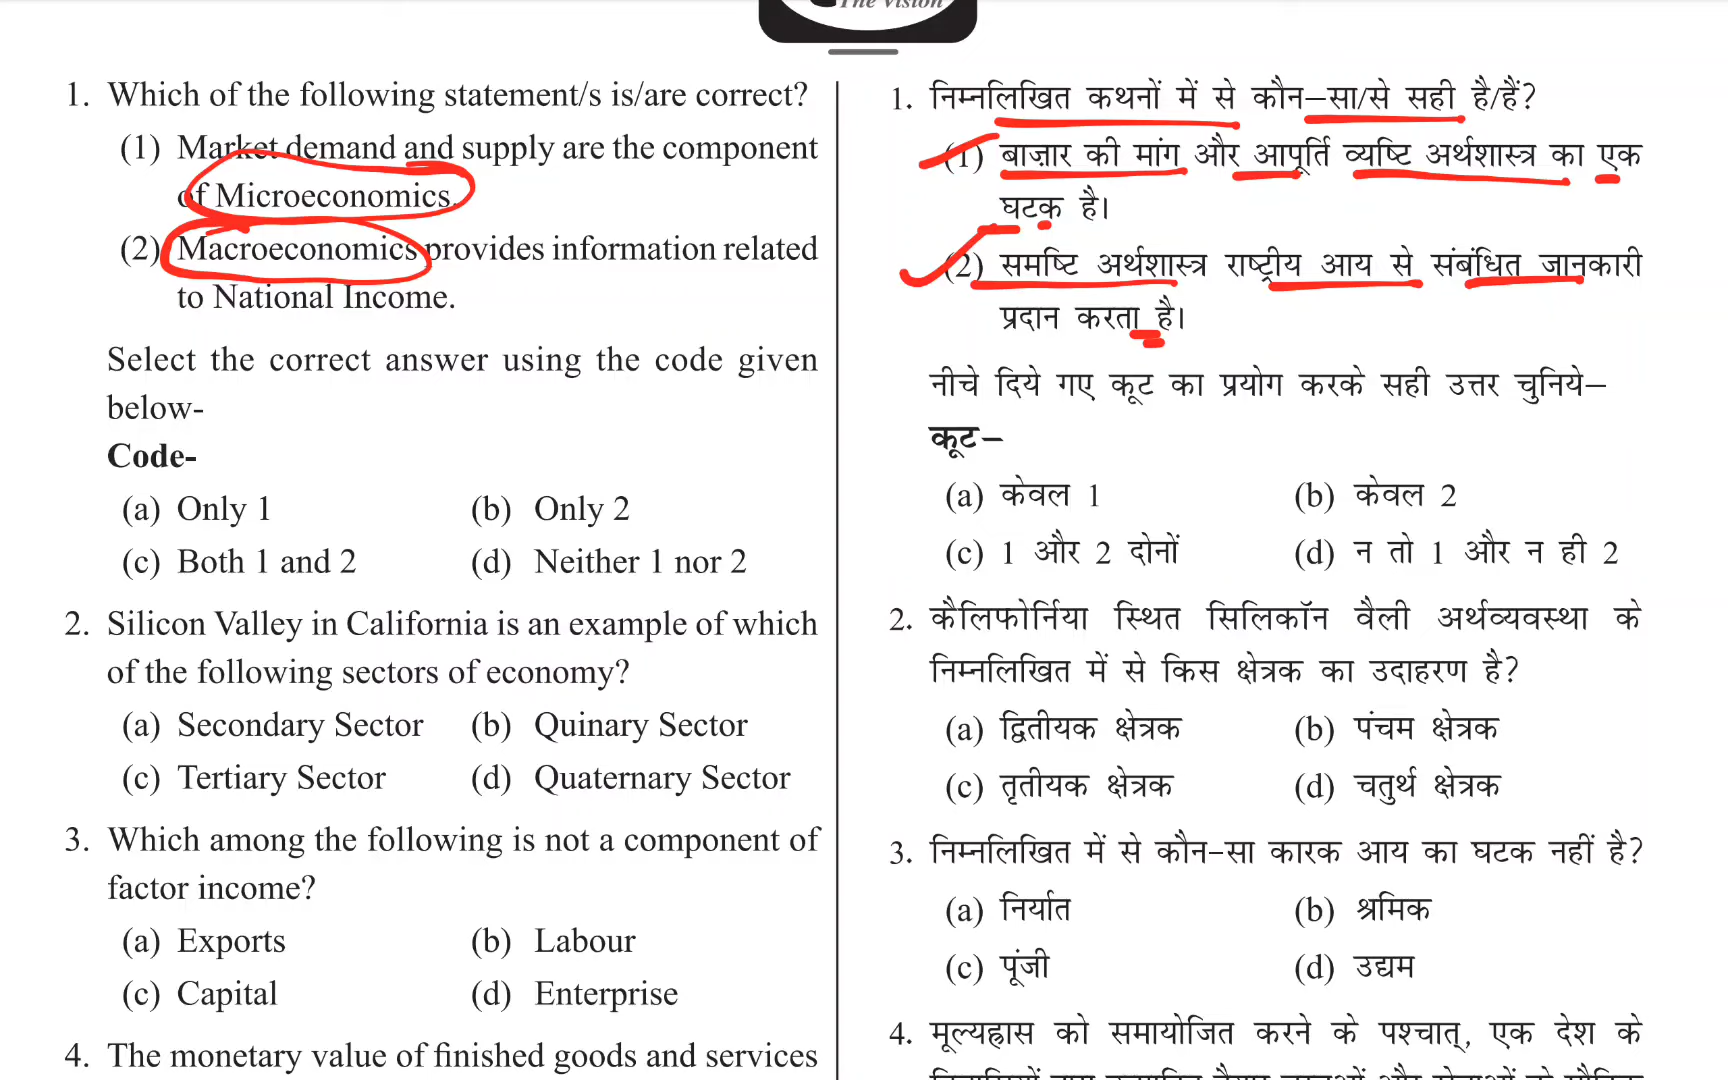 The Vision
1. Which of the following statement/s is/are correct?
(1) Market demand and supply are the component
of Microeconomics.
(2) Macroeconomics provides information related
to National Income.
Select the correct answer using the code given
below-
Code-
(a) Only 1 (b) Only 2
(c) Both 1 and 2 (d) Neither 1 nor 2
2. Silicon Valley in California is an example of which
of the following sectors of economy?
(a) Secondary Sector (b) Quinary Sector
(c) Tertiary Sector (d) Quaternary Sector
3. Which among the following is not a component of
factor income?
(a) Exports (b) Labour
(c) Capital (d) Enterprise
4. The monetary value of finished goods and services
1. निम्नलिखित कथनों में से कौन–सा/से सही है/हैं?
(1) बाज़ार की मांग और आपूर्ति व्यष्टि अर्थशास्त्र का एक
घटक है।
(2) समष्टि अर्थशास्त्र राष्ट्रीय आय से संबंधित जानकारी
प्रदान करता है।
नीचे दिये गए कूट का प्रयोग करके सही उत्तर चुनिये–
कूट–
(a) केवल 1 (b) केवल 2
(c) 1 और 2 दोनों (d) न तो 1 और न ही 2
2. कैलिफोर्निया स्थित सिलिकॉन वैली अर्थव्यवस्था के
निम्नलिखित में से किस क्षेत्रक का उदाहरण है?
(a) द्वितीयक क्षेत्रक (b) पंचम क्षेत्रक
(c) तृतीयक क्षेत्रक (d) चतुर्थ क्षेत्रक
3. निम्नलिखित में से कौन-सा कारक आय का घटक नहीं है?
(a) निर्यात (b) श्रमिक
(c) पूंजी (d) उद्यम
4. मूल्यह्रास को समायोजित करने के पश्चात्, एक देश के